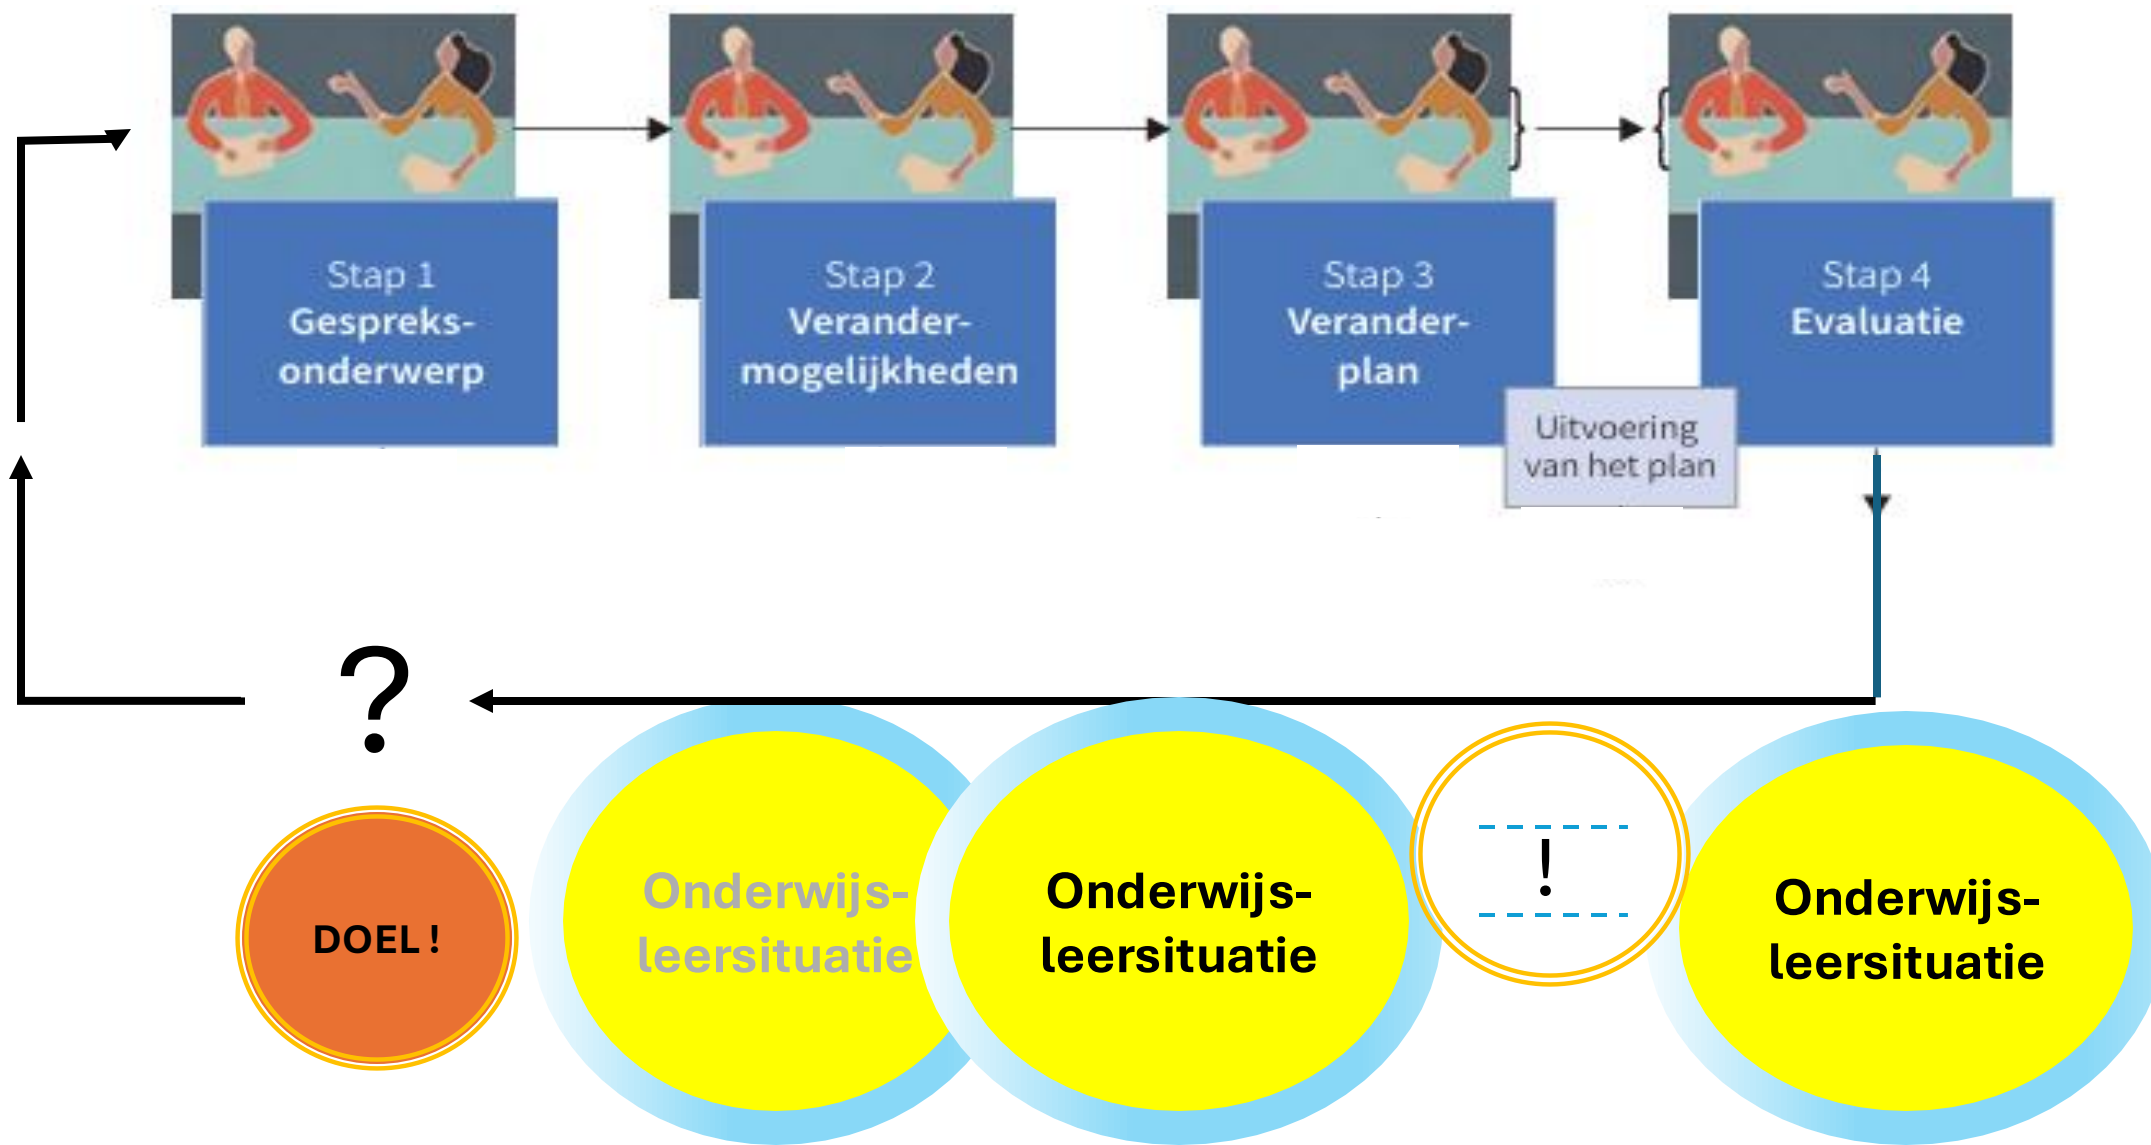 Stap 1
Gespreks-
onderwerp
Stap 2
Verander-
mogelijkheden
Stap 3
Verander-
plan
Stap 4
Evaluatie
Uitvoering
van het plan
?
DOEL !
Onderwijs-
leersituatie
Onderwijs-
leersituatie
!
Onderwijs-
leersituatie